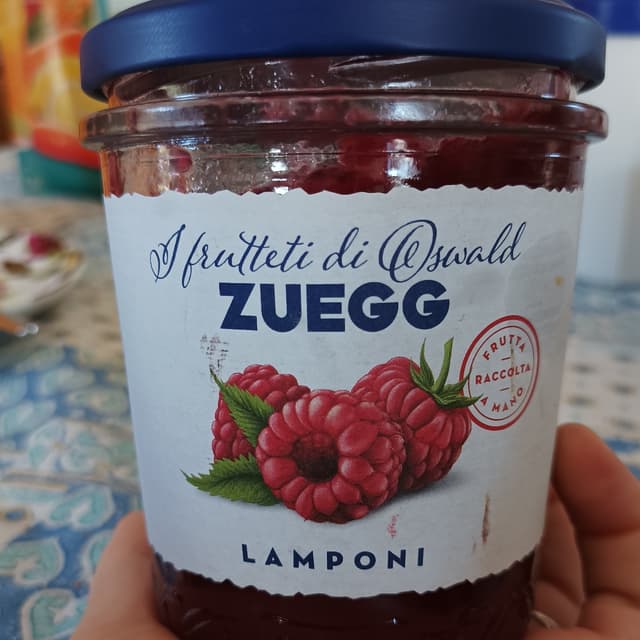 I frutteti di Oswald
ZUEGG
FRUTTA
RACCOLTA
A MANO
LAMPONI